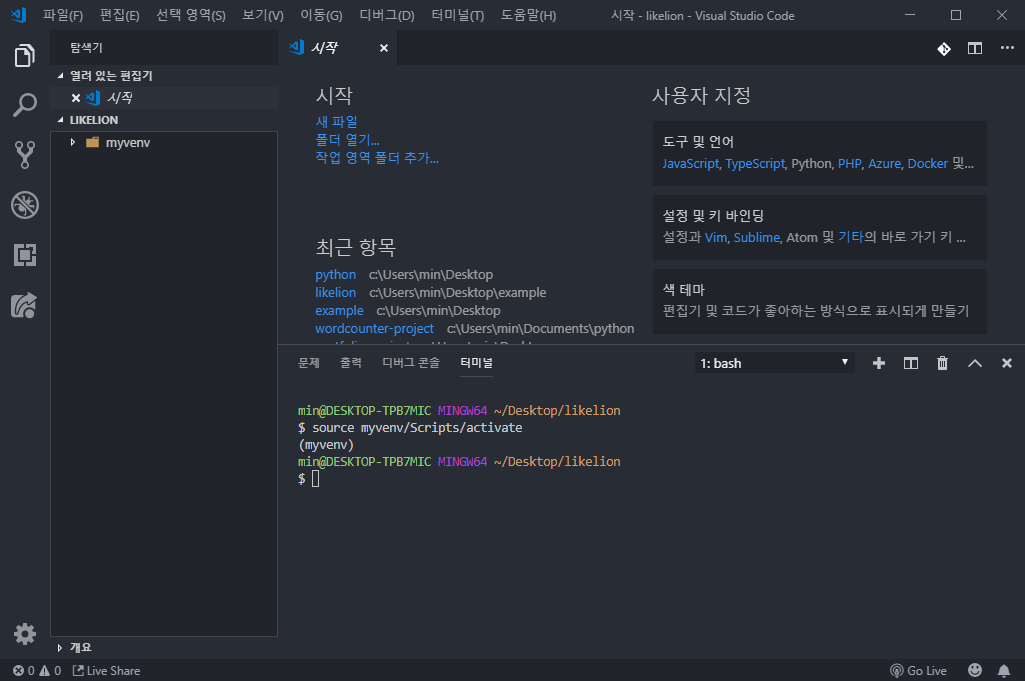 파일(F) 편집(E) 선택 영역(S) 보기(V) 이동(G) 디버그(D) 터미널(T) 도움말(H) 시작 - likelion - Visual Studio Code
탐색기
열려 있는 편집기
시작
LIKELION
myvenv
개요
시작
시작
새 파일
폴더 열기...
작업 영역 폴더 추가...
최근 항목
python c:\Users\min\Desktop
likelion c:\Users\min\Desktop\example
example c:\Users\min\Desktop
wordcounter-project c:\Users\min\Documents\python
사용자 지정
도구 및 언어
JavaScript, TypeScript, Python, PHP, Azure, Docker 및...
설정 및 키 바인딩
설정과 Vim, Sublime, Atom 및 기타의 바로 가기 키 ...
색 테마
편집기 및 코드가 좋아하는 방식으로 표시되게 만들기
문제 출력 디버그 콘솔 터미널 1: bash
min@DESKTOP-TPB7MIC MINGW64 ~/Desktop/likelion
$ source myvenv/Scripts/activate
(myvenv)
min@DESKTOP-TPB7MIC MINGW64 ~/Desktop/likelion
$
0 0 Live Share Go Live